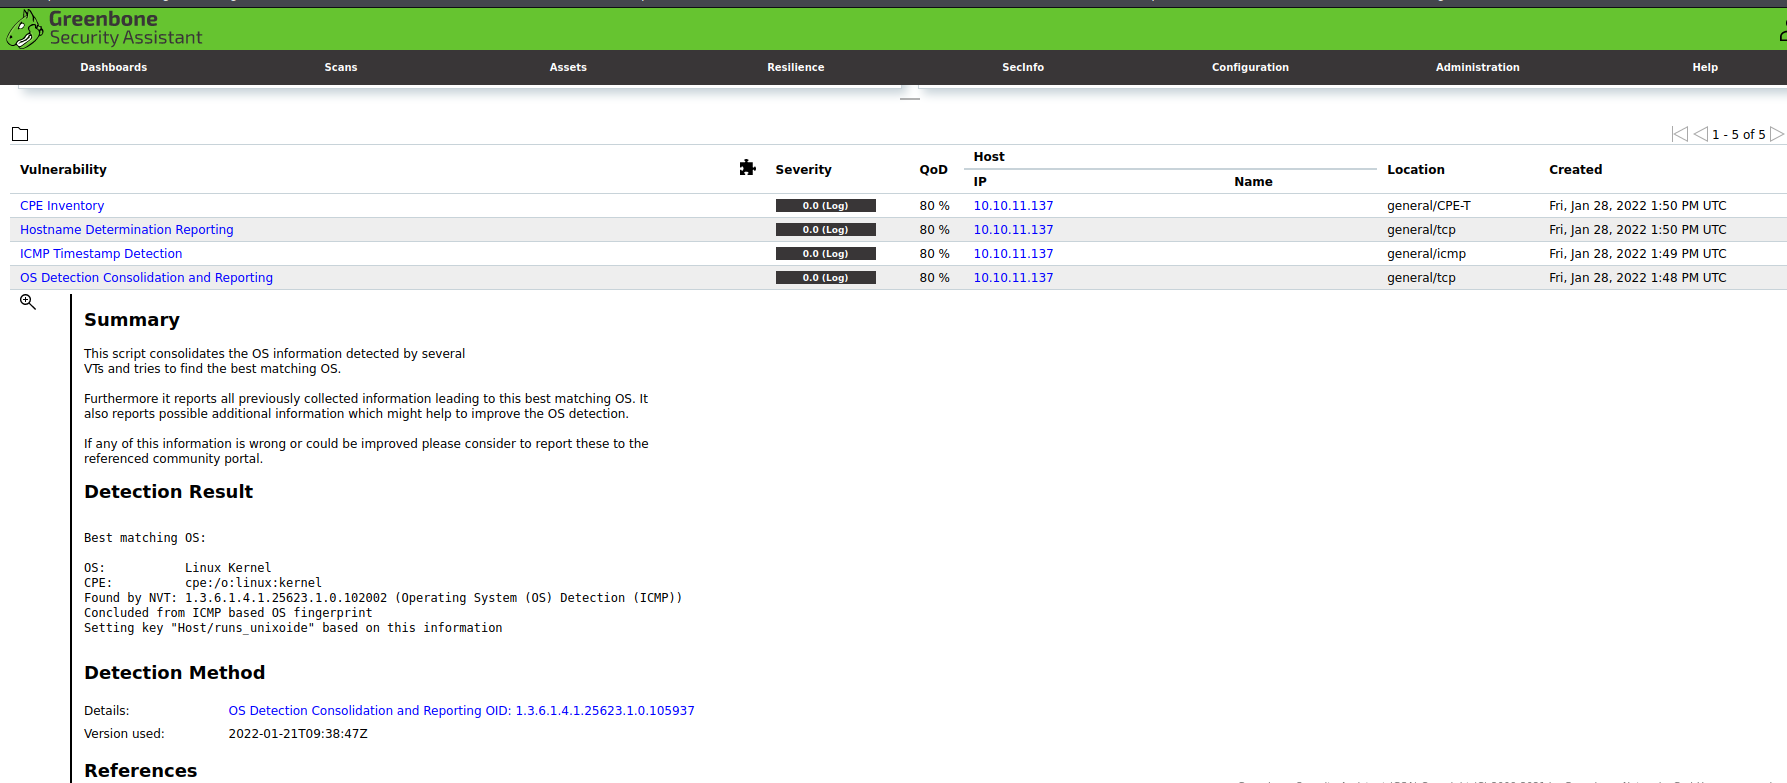 Greenbone
Security Assistant
Dashboards Scans Assets Resilience SecInfo Configuration Administration Help
1 - 5 of 5
Vulnerability Severity QoD Host Location Created
IP Name
CPE Inventory 0.0 (Log) 80 % 10.10.11.137 general/CPE-T Fri, Jan 28, 2022 1:50 PM UTC
Hostname Determination Reporting 0.0 (Log) 80 % 10.10.11.137 general/tcp Fri, Jan 28, 2022 1:50 PM UTC
ICMP Timestamp Detection 0.0 (Log) 80 % 10.10.11.137 general/icmp Fri, Jan 28, 2022 1:49 PM UTC
OS Detection Consolidation and Reporting 0.0 (Log) 80 % 10.10.11.137 general/tcp Fri, Jan 28, 2022 1:48 PM UTC
Summary
This script consolidates the OS information detected by several
VTs and tries to find the best matching OS.
Furthermore it reports all previously collected information leading to this best matching OS. It
also reports possible additional information which might help to improve the OS detection.
If any of this information is wrong or could be improved please consider to report these to the
referenced community portal.
Detection Result
Best matching OS:
OS: Linux Kernel
CPE: cpe:/o:linux:kernel
Found by NVT: 1.3.6.1.4.1.25623.1.0.102002 (Operating System (OS) Detection (ICMP))
Concluded from ICMP based OS fingerprint
Setting key "Host/runs_unixoide" based on this information
Detection Method
Details: OS Detection Consolidation and Reporting OID: 1.3.6.1.4.1.25623.1.0.105937
Version used: 2022-01-21T09:38:47Z
References